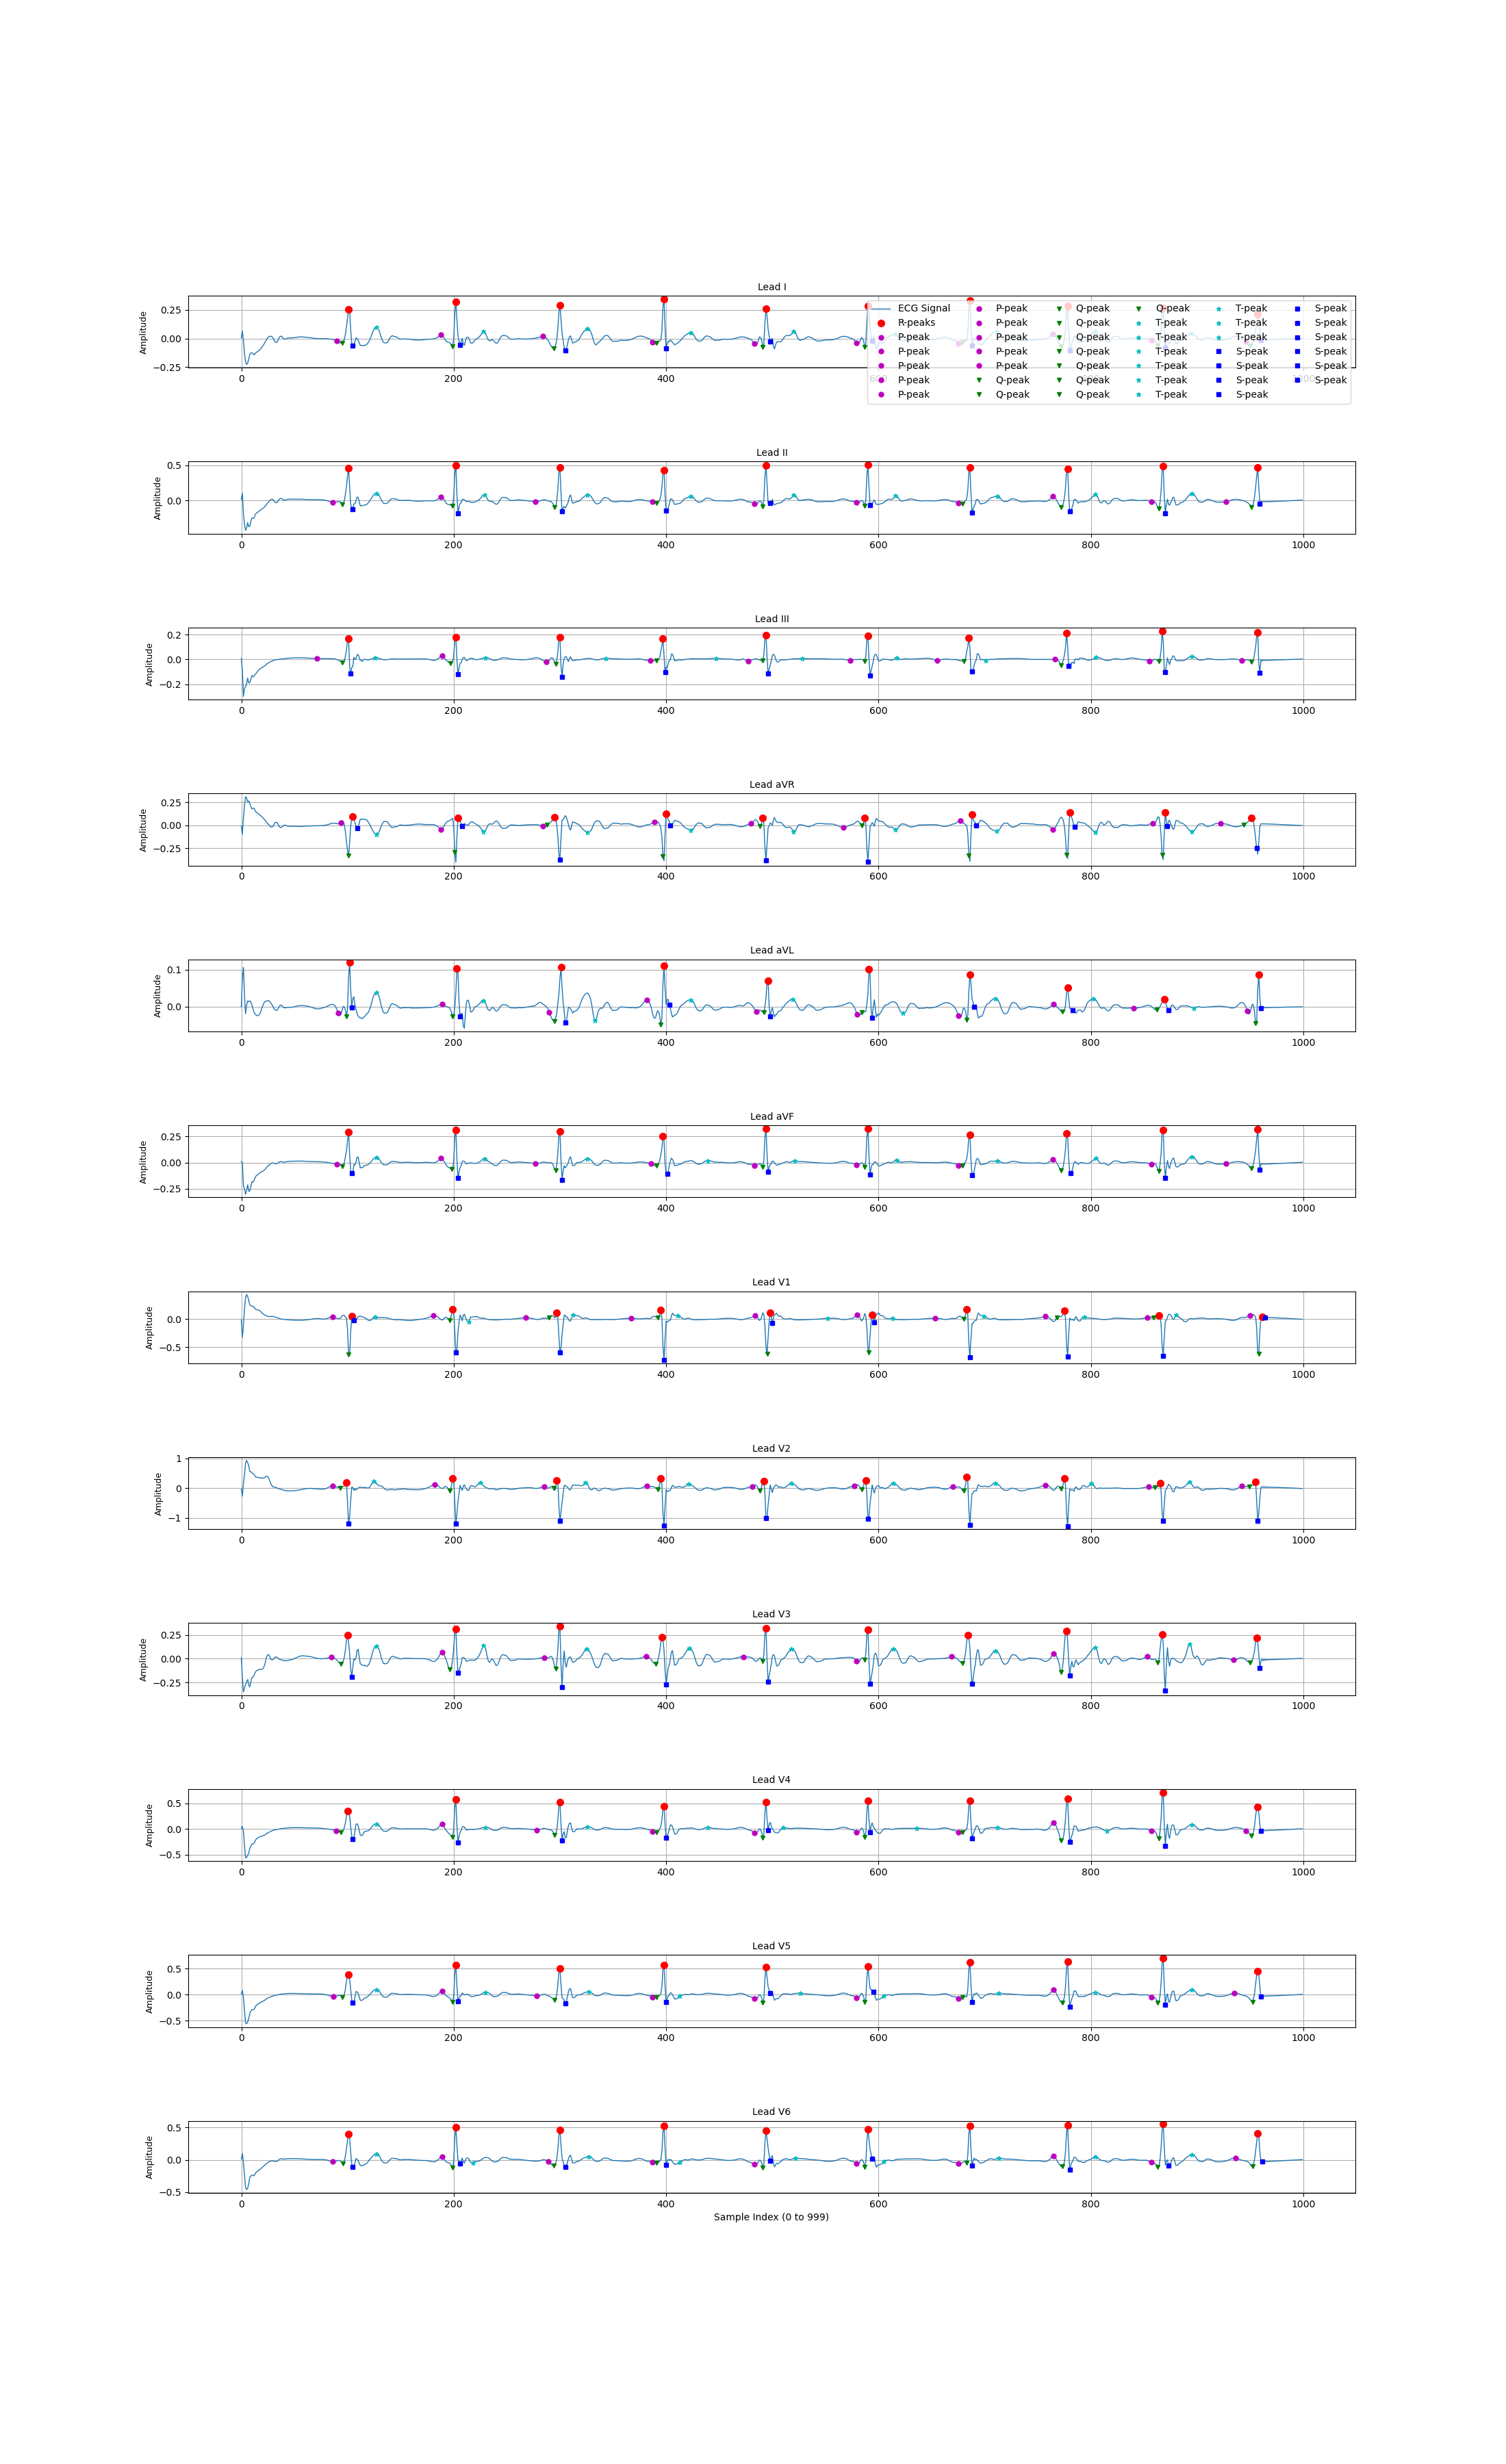 Lead I
Amplitude
0.25
0.00
−0.25
0 200 400 600 800 1000
ECG Signal P-peak Q-peak Q-peak T-peak S-peak
R-peaks P-peak Q-peak T-peak T-peak S-peak
P-peak P-peak Q-peak T-peak T-peak S-peak
P-peak P-peak Q-peak T-peak S-peak S-peak
P-peak P-peak Q-peak T-peak S-peak S-peak
P-peak Q-peak Q-peak T-peak S-peak S-peak
P-peak Q-peak Q-peak T-peak S-peak
Lead II
Amplitude
0.5
0.0
0 200 400 600 800 1000
Lead III
Amplitude
0.2
0.0
−0.2
0 200 400 600 800 1000
Lead aVR
Amplitude
0.25
0.00
−0.25
0 200 400 600 800 1000
Lead aVL
Amplitude
0.1
0.0
0 200 400 600 800 1000
Lead aVF
Amplitude
0.25
0.00
−0.25
0 200 400 600 800 1000
Lead V1
Amplitude
0.0
−0.5
0 200 400 600 800 1000
Lead V2
Amplitude
1
0
−1
0 200 400 600 800 1000
Lead V3
Amplitude
0.25
0.00
−0.25
0 200 400 600 800 1000
Lead V4
Amplitude
0.5
0.0
−0.5
0 200 400 600 800 1000
Lead V5
Amplitude
0.5
0.0
−0.5
0 200 400 600 800 1000
Lead V6
Amplitude
0.5
0.0
−0.5
0 200 400 600 800 1000
Sample Index (0 to 999)